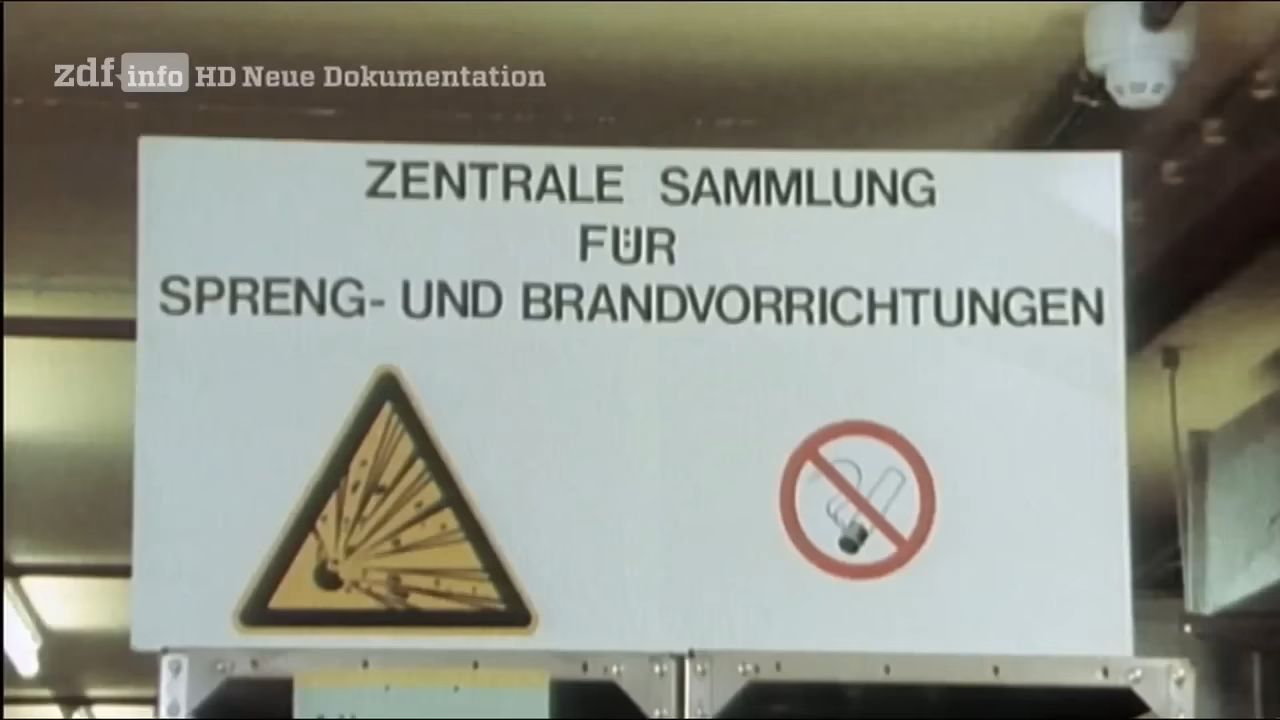 zdf info HD Neue Dokumentation
ZENTRALE SAMMLUNG
FÜR
SPRENG- UND BRANDVORRICHTUNGEN